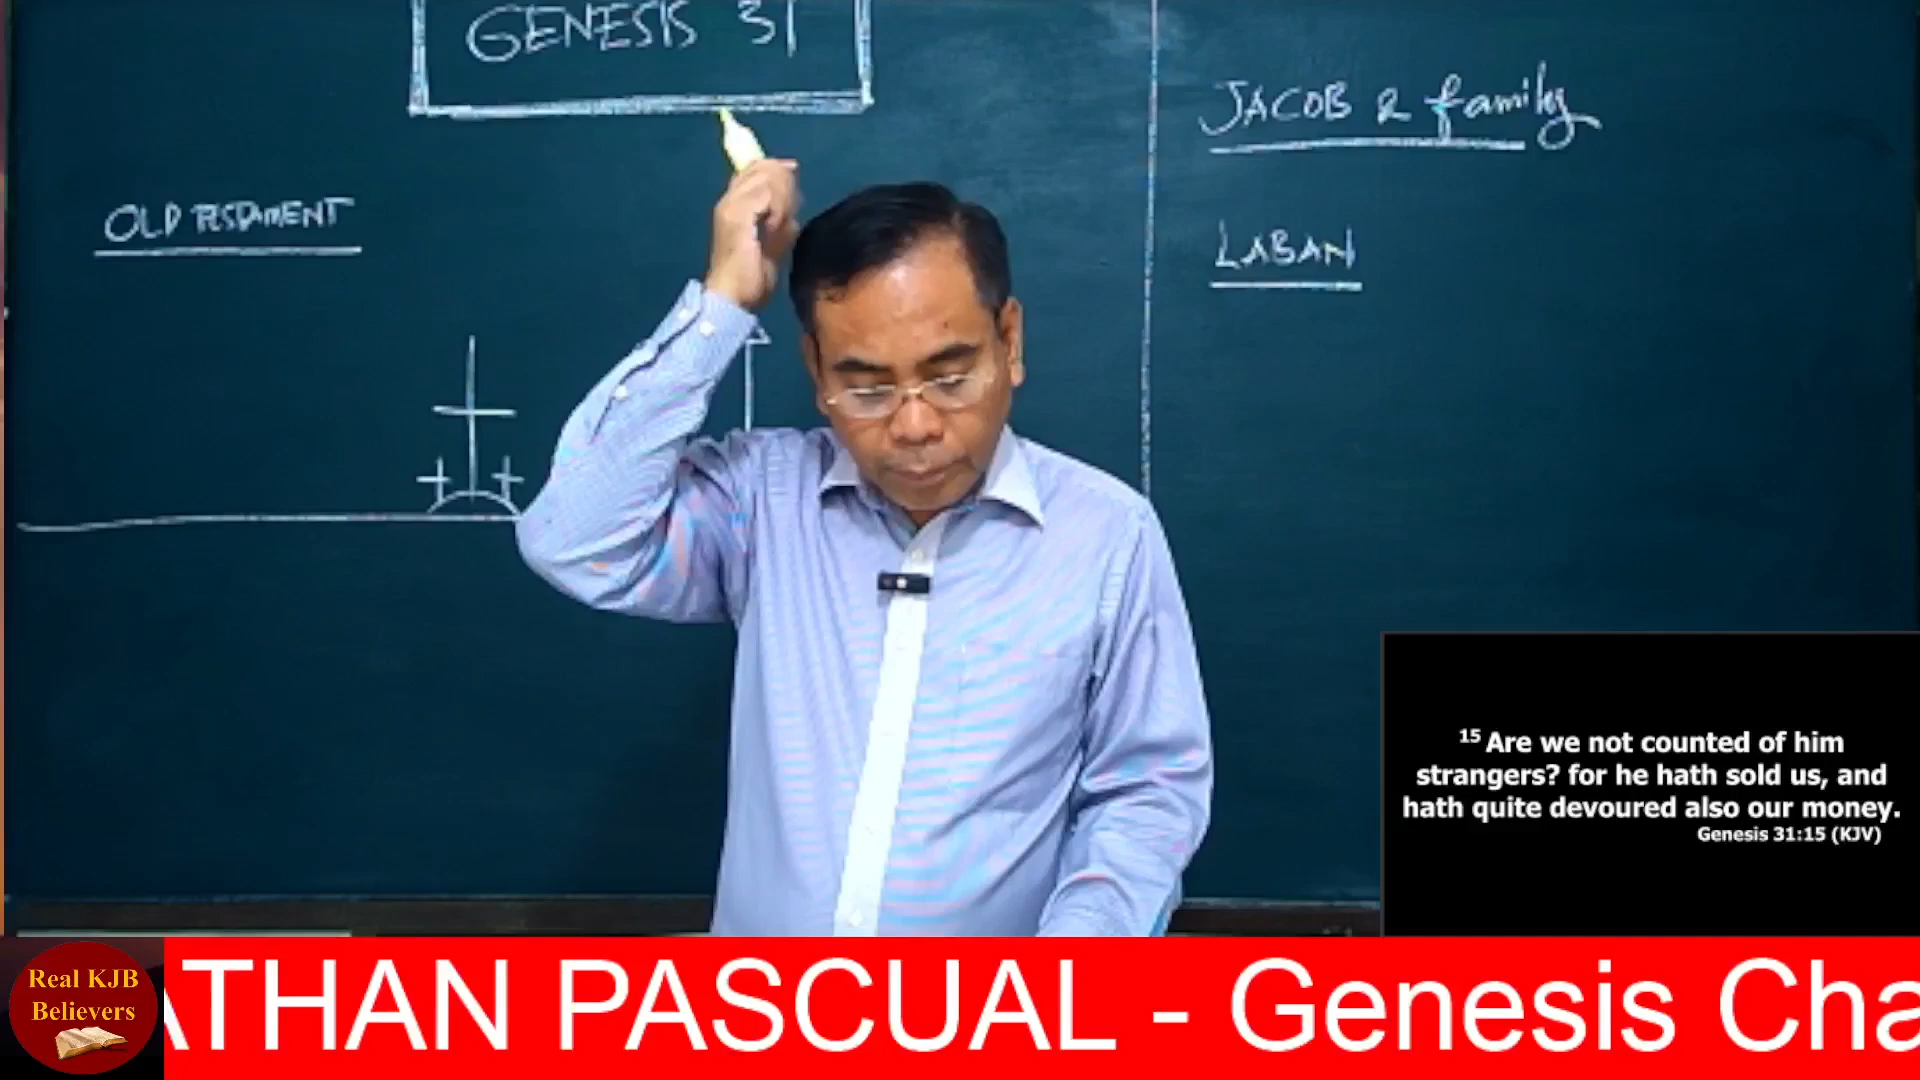 GENESIS 31
JACOB & family
OLD TESTAMENT
LABAN
15 Are we not counted of him
strangers? for he hath sold us, and
hath quite devoured also our money.
Genesis 31:15 (KJV)
Real KJB
Believers
ATHAN PASCUAL - Genesis Cha